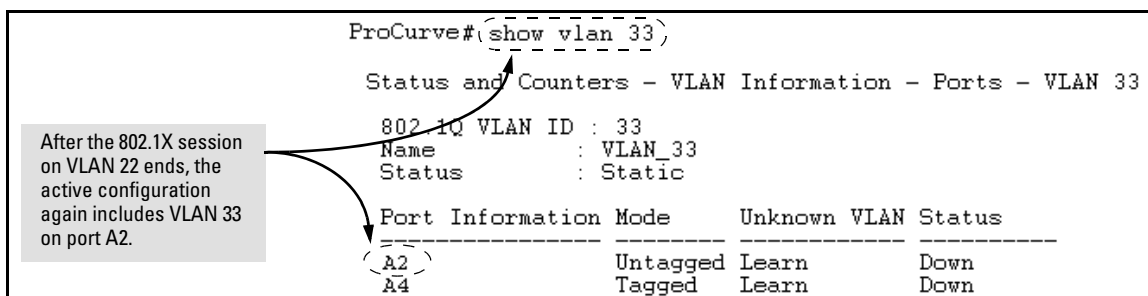 ProCurve# show vlan 33
Status and Counters - VLAN Information - Ports - VLAN 33
802.1Q VLAN ID : 33
Name : VLAN_33
Status : Static
After the 802.1X session
on VLAN 22 ends, the
active configuration
again includes VLAN 33
on port A2.
Port Information Mode Unknown VLAN Status
---------------- -------- ------------ ----------
A2 Untagged Learn Down
A4 Tagged Learn Down